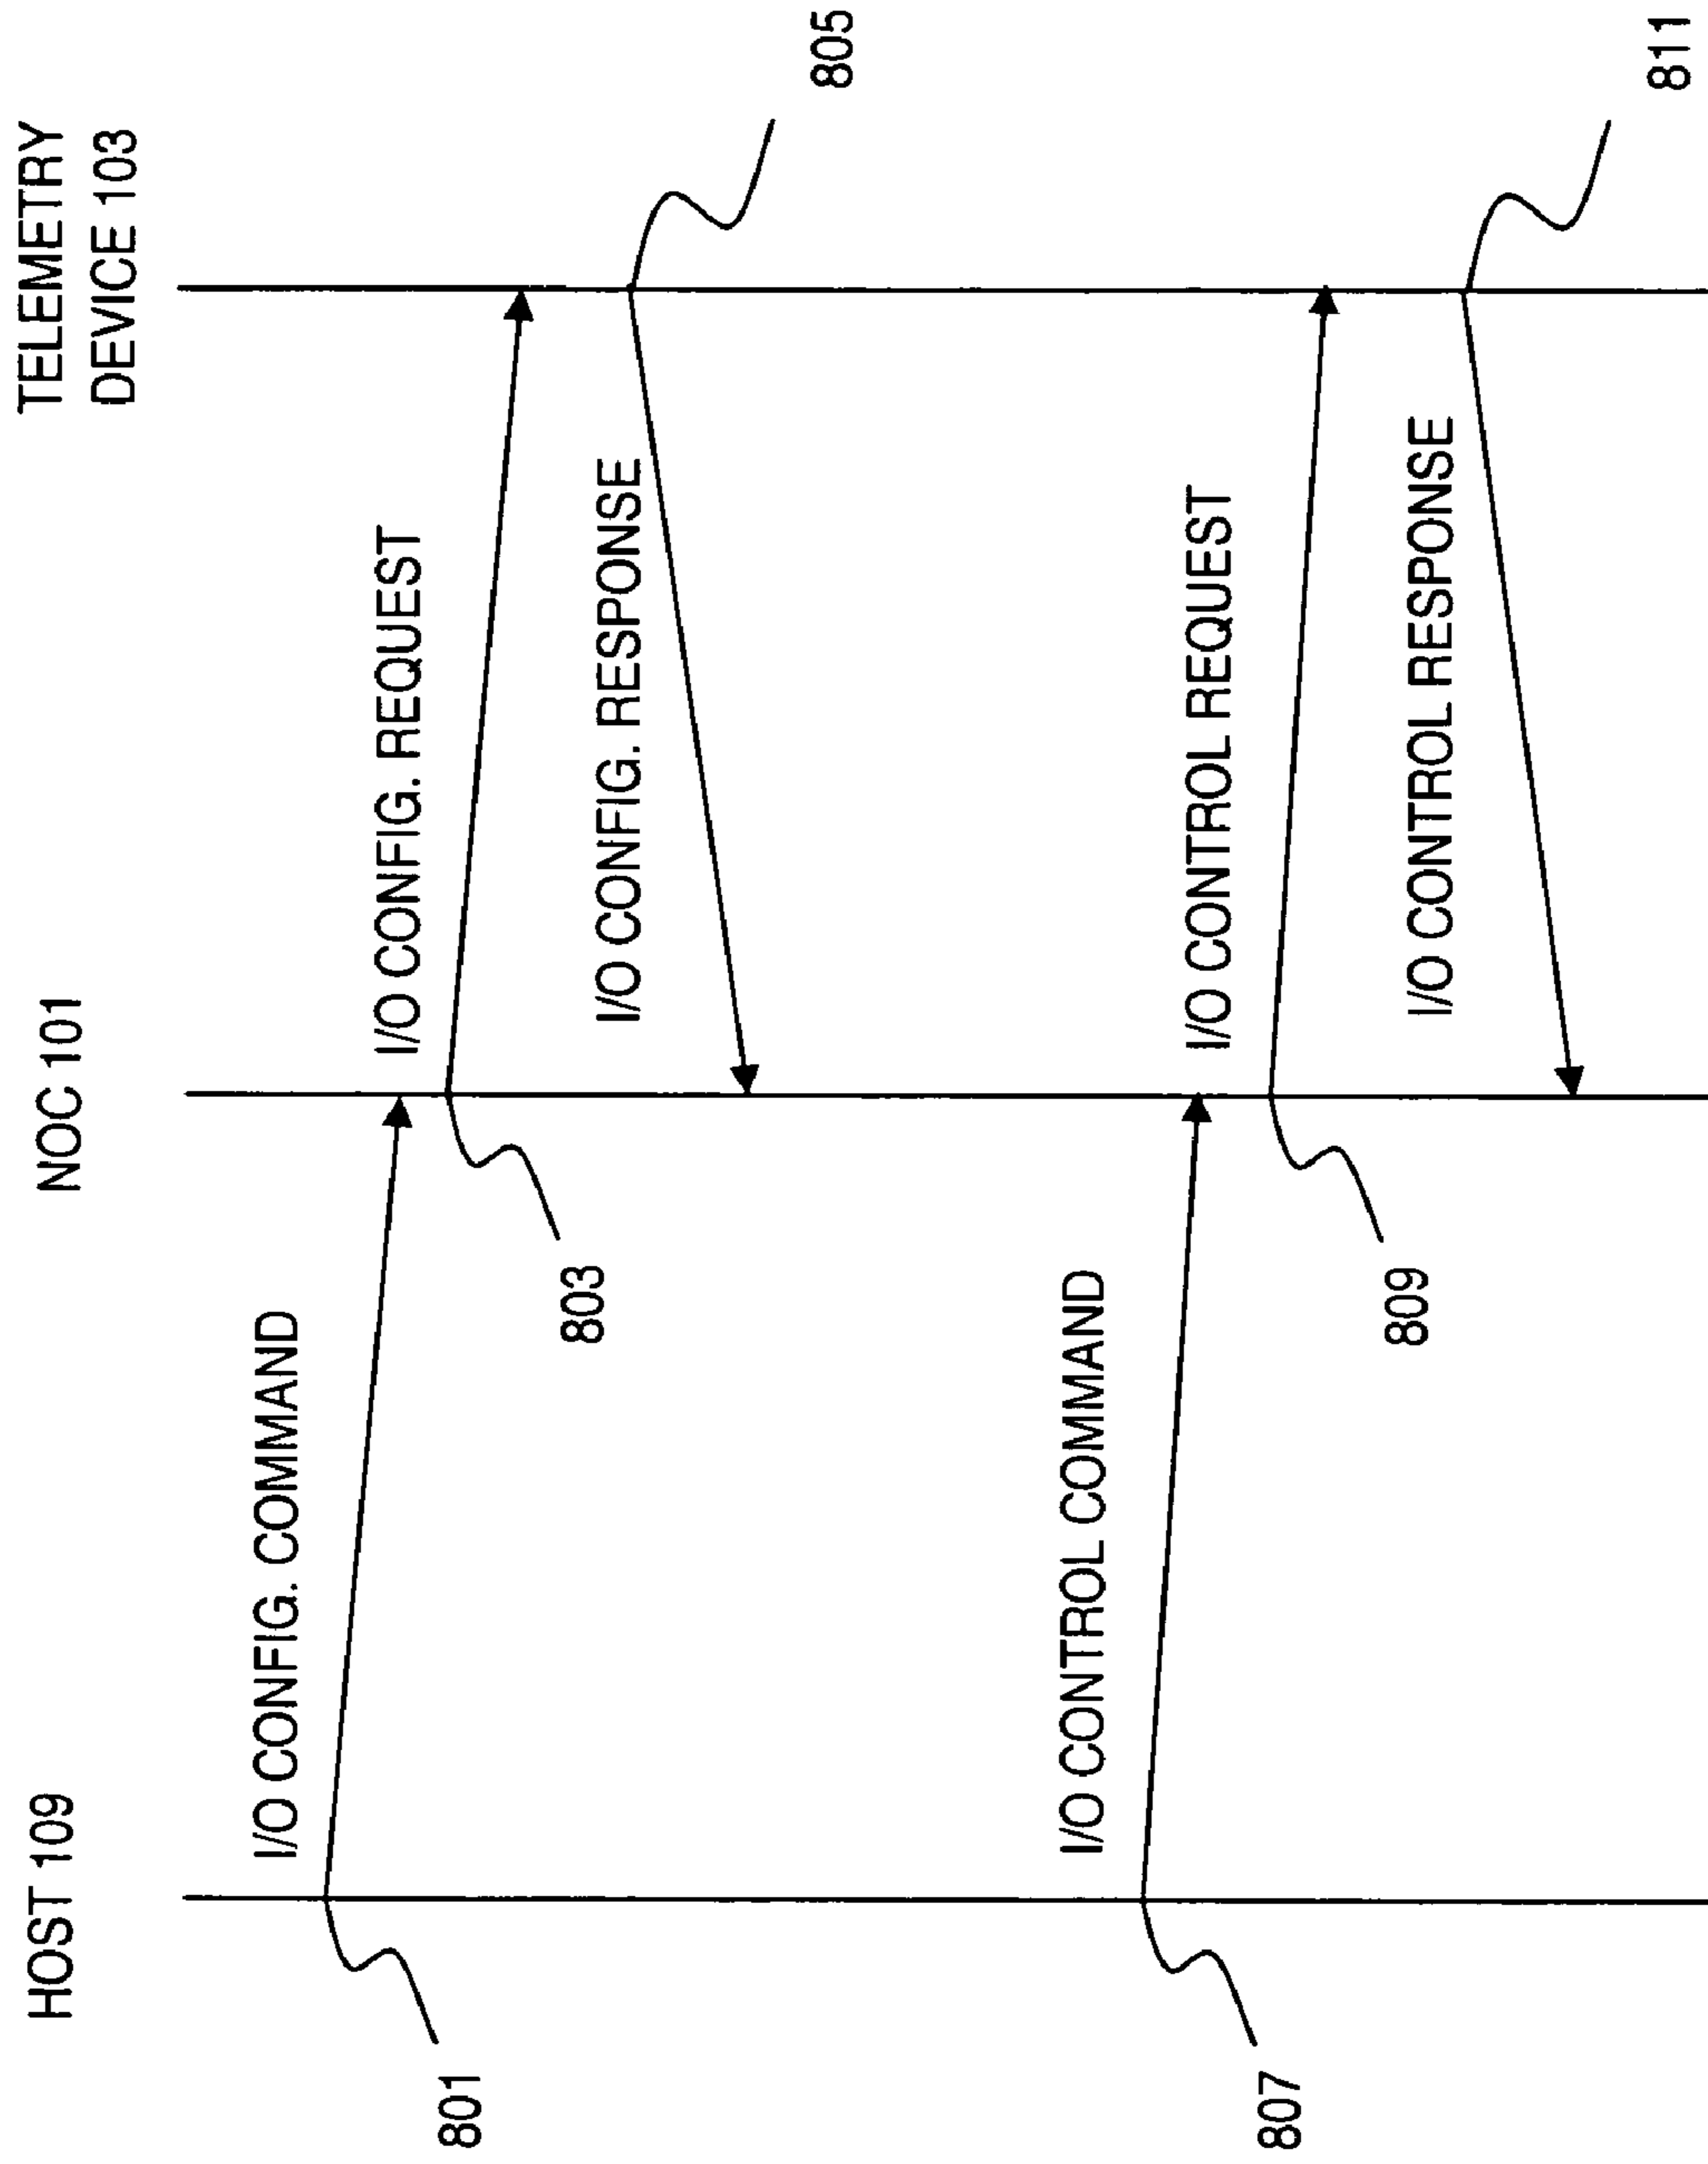 HOST 109
NOC 101
TELEMETRY
DEVICE 103
I/O CONFIG. COMMAND
801
I/O CONFIG. REQUEST
803
I/O CONFIG. RESPONSE
805
I/O CONTROL COMMAND
807
I/O CONTROL REQUEST
809
I/O CONTROL RESPONSE
811